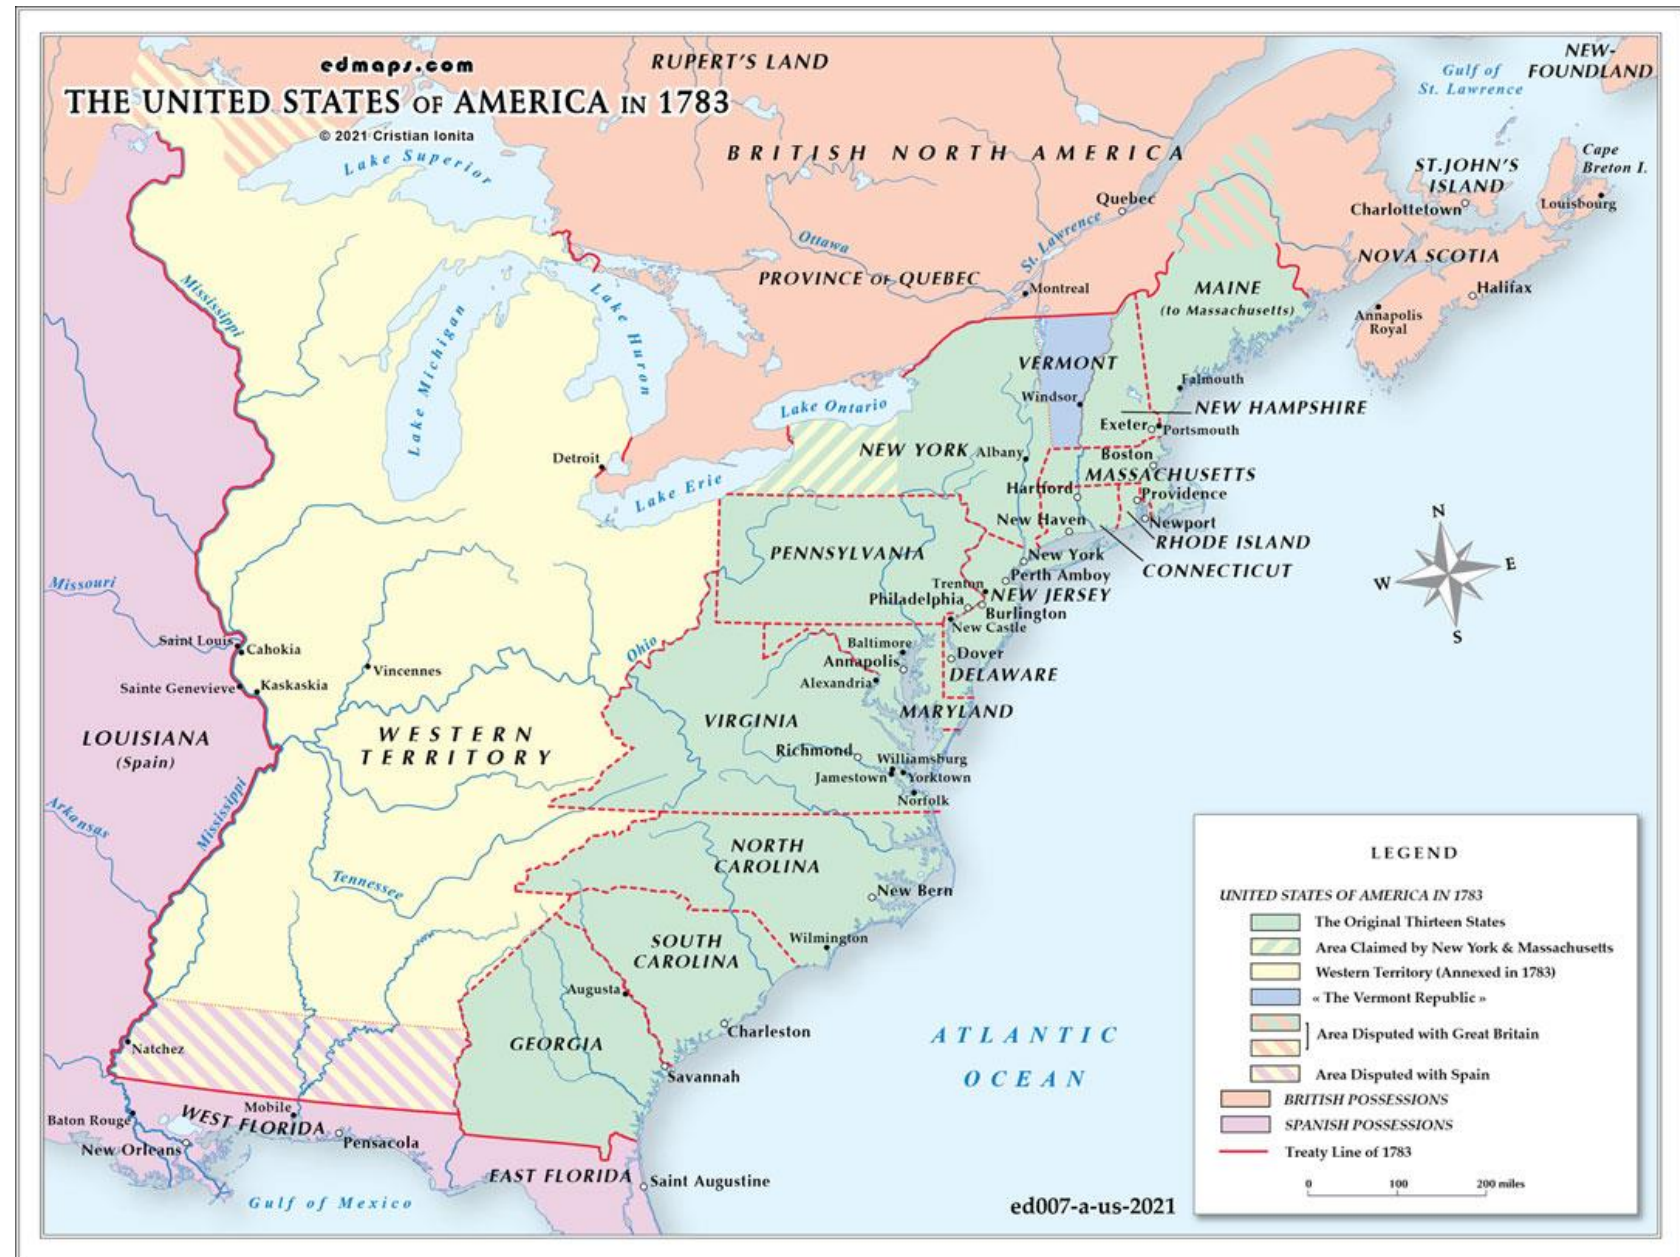 edmaps.com
THE UNITED STATES OF AMERICA IN 1783
© 2021 Cristian Ionita
RUPERT'S LAND
NEW-
FOUNDLAND
Gulf of
St. Lawrence
BRITISH NORTH AMERICA
Cape
Breton I.
ST.JOHN'S
ISLAND
Lake Superior
Quebec
Charlottetown
Louisbourg
Ottawa
St. Lawrence
NOVA SCOTIA
PROVINCE OF QUEBEC
Montreal
MAINE
(to Massachusetts)
Halifax
Annapolis
Royal
Mississippi
Lake Michigan
Lake Huron
VERMONT
Falmouth
Windsor
NEW HAMPSHIRE
Lake Ontario
Exeter
Portsmouth
NEW YORK
Albany
Boston
Detroit
MASSACHUSETTS
Lake Erie
Hartford
Providence
New Haven
Newport
RHODE ISLAND
PENNSYLVANIA
New York
CONNECTICUT
Perth Amboy
Trenton
NEW JERSEY
Philadelphia
Burlington
New Castle
N
W
E
S
Missouri
Saint Louis
Cahokia
Ohio
Baltimore
Annapolis
Dover
Vincennes
Alexandria
DELAWARE
Sainte Genevieve
Kaskaskia
MARYLAND
VIRGINIA
LOUISIANA
(Spain)
WESTERN
TERRITORY
Richmond
Williamsburg
Jamestown
Yorktown
Norfolk
Arkansas
Mississippi
NORTH
CAROLINA
Tennessee
New Bern
Wilmington
SOUTH
CAROLINA
Augusta
Charleston
GEORGIA
Natchez
Savannah
ATLANTIC
OCEAN
Baton Rouge
WEST FLORIDA
Mobile
New Orleans
Pensacola
EAST FLORIDA
Saint Augustine
Gulf of Mexico
ed007-a-us-2021
LEGEND
UNITED STATES OF AMERICA IN 1783
The Original Thirteen States
Area Claimed by New York & Massachusetts
Western Territory (Annexed in 1783)
« The Vermont Republic »
Area Disputed with Great Britain
Area Disputed with Spain
BRITISH POSSESSIONS
SPANISH POSSESSIONS
Treaty Line of 1783
0 100 200 miles